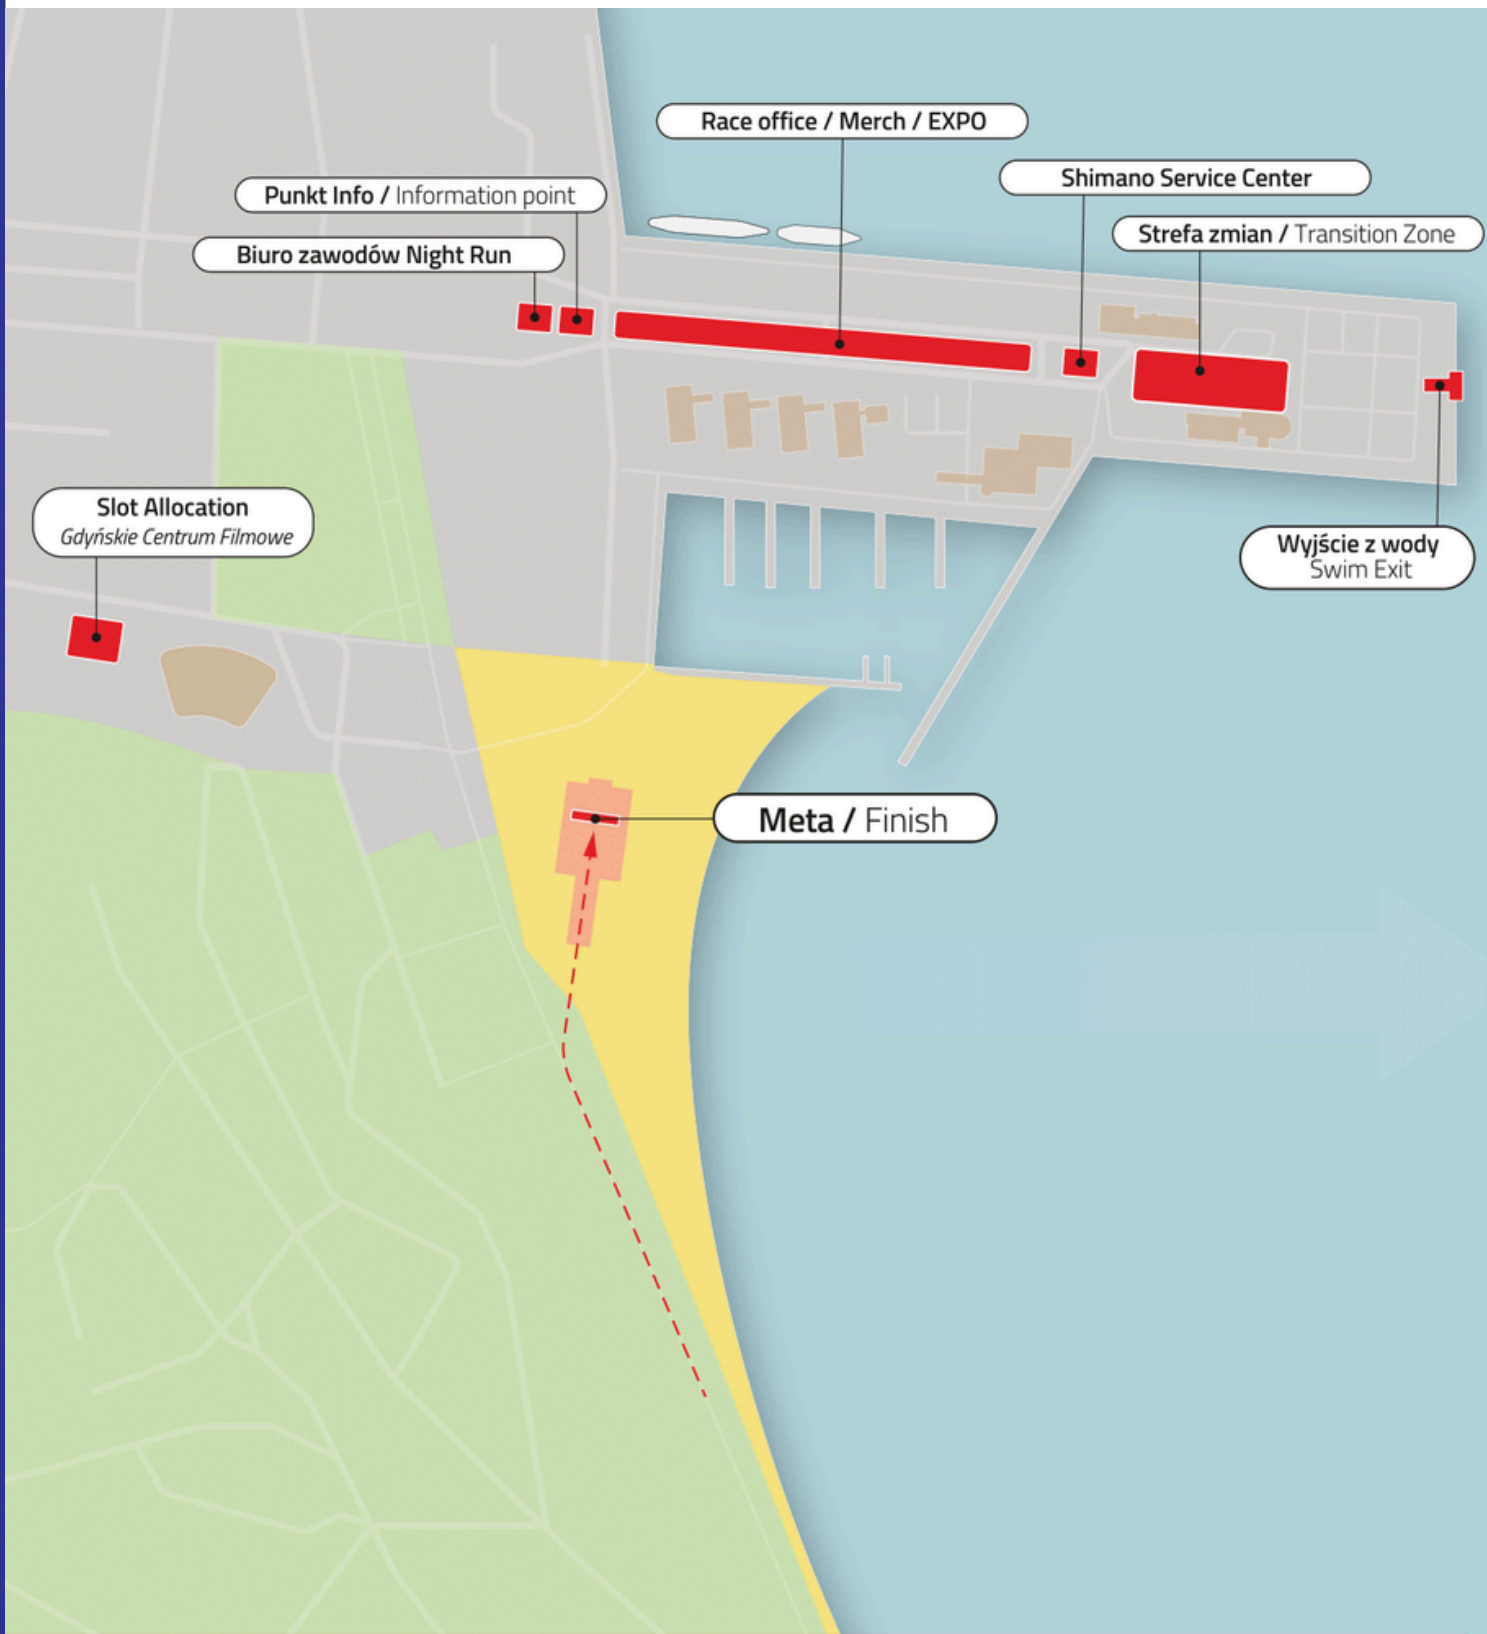 Race office / Merch / EXPO
Shimano Service Center
Punkt Info / Information point
Strefa zmian / Transition Zone
Biuro zawodów Night Run
Slot Allocation
Gdyńskie Centrum Filmowe
Wyjście z wody
Swim Exit
Meta / Finish